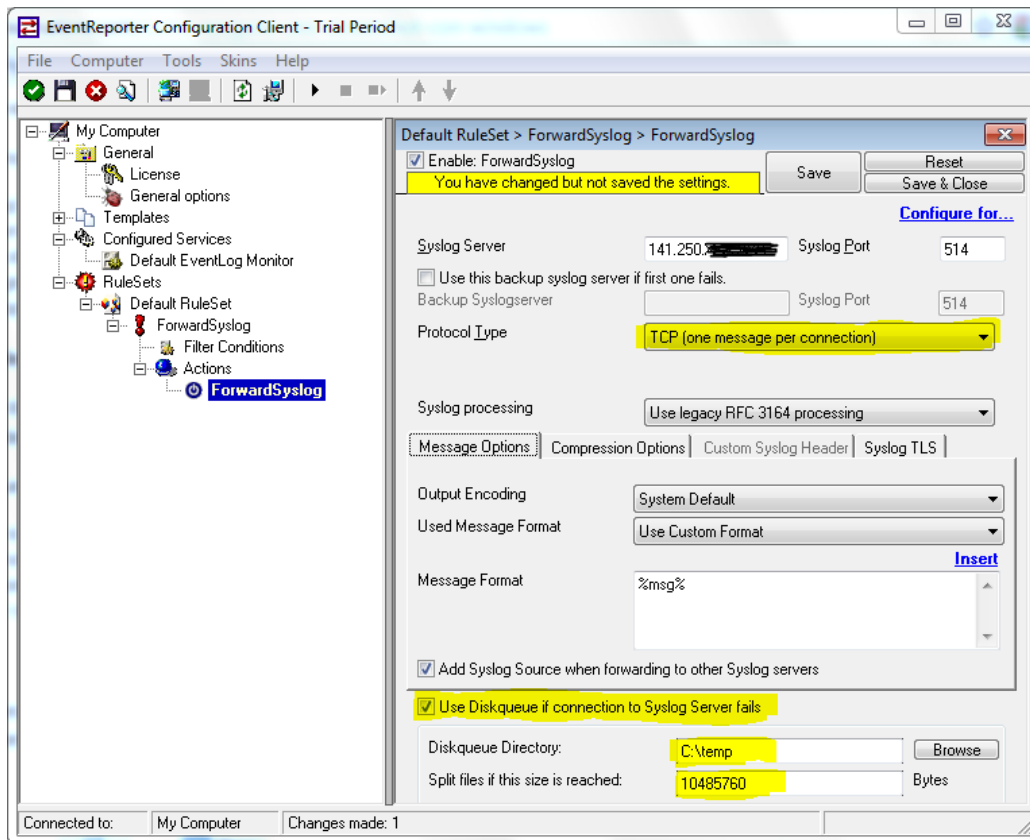 EventReporter Configuration Client - Trial Period
File Computer Tools Skins Help
My Computer
General
License
General options
Templates
Configured Services
Default EventLog Monitor
RuleSets
Default RuleSet
ForwardSyslog
Filter Conditions
Actions
ForwardSyslog
Default RuleSet > ForwardSyslog > ForwardSyslog
Enable: ForwardSyslog
You have changed but not saved the settings.
Save
Reset
Save & Close
Configure for...
Syslog Server 141.250. Syslog Port 514
Use this backup syslog server if first one fails.
Backup Syslogserver Syslog Port 514
Protocol Type TCP (one message per connection)
Syslog processing Use legacy RFC 3164 processing
Message Options Compression Options Custom Syslog Header Syslog TLS
Output Encoding System Default
Used Message Format Use Custom Format
Insert
Message Format %msg%
Add Syslog Source when forwarding to other Syslog servers
Use Diskqueue if connection to Syslog Server fails
Diskqueue Directory: C:\temp Browse
Split files if this size is reached: 10485760 Bytes
Connected to: My Computer Changes made: 1